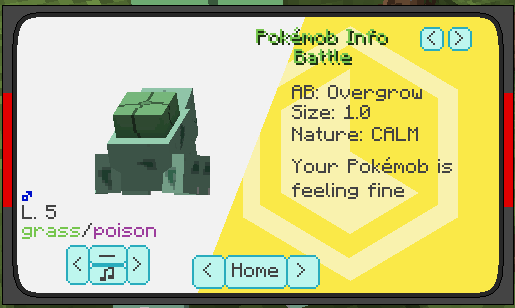 Pokémob Info
Battle
AB: Overgrow
Size: 1.0
Nature: CALM
Your Pokémob is
feeling fine
L. 5
grass/poison
Home